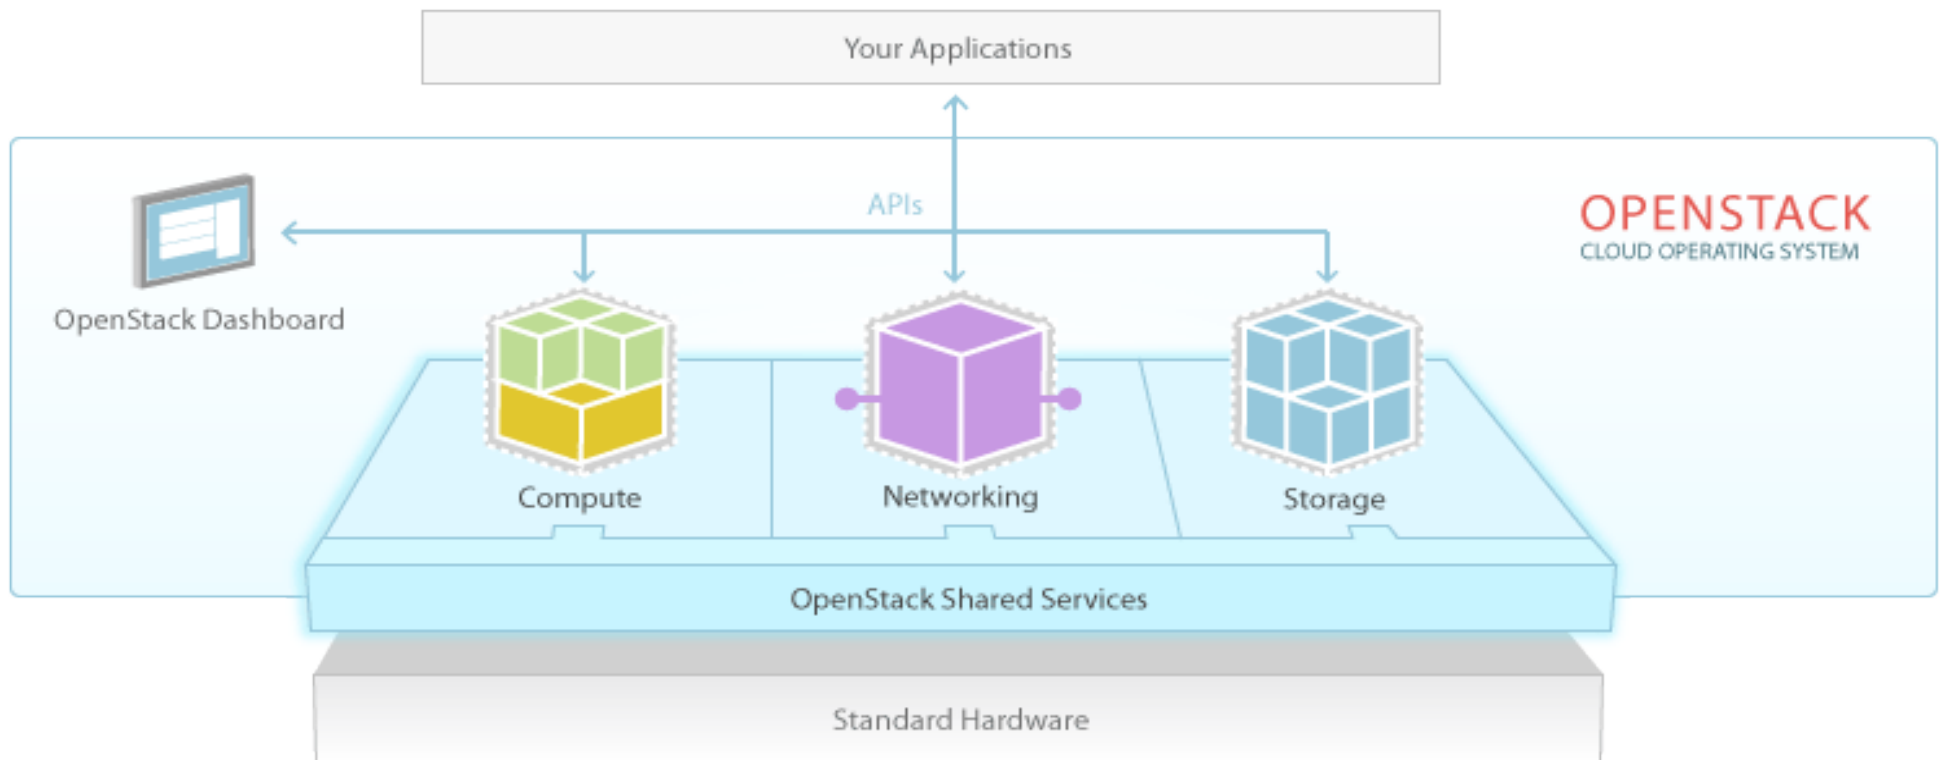 Your Applications
APIs
OPENSTACK
CLOUD OPERATING SYSTEM
OpenStack Dashboard
Compute
Networking
Storage
OpenStack Shared Services
Standard Hardware